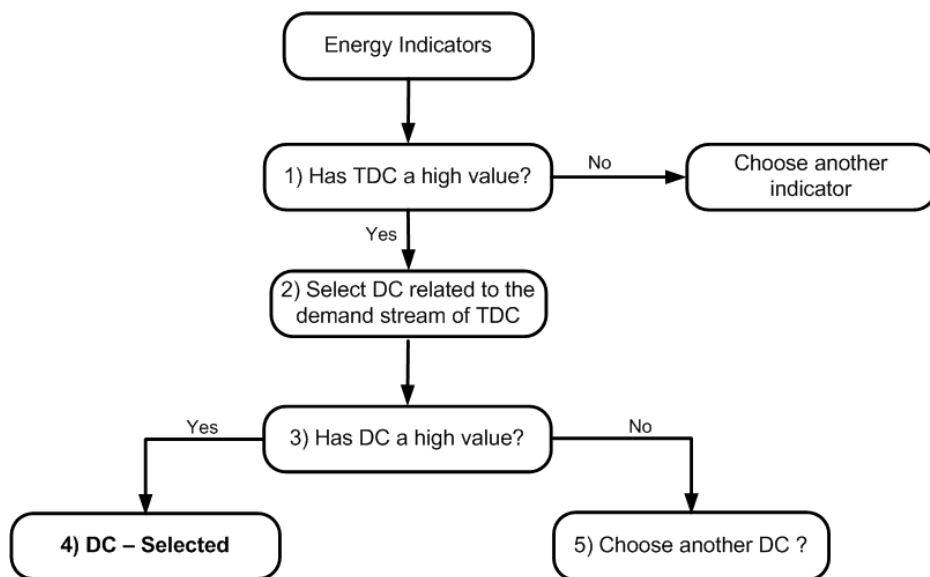 Energy Indicators
1) Has TDC a high value?
No
Choose another
indicator
Yes
2) Select DC related to the
demand stream of TDC
3) Has DC a high value?
Yes
No
4) DC – Selected
5) Choose another DC ?